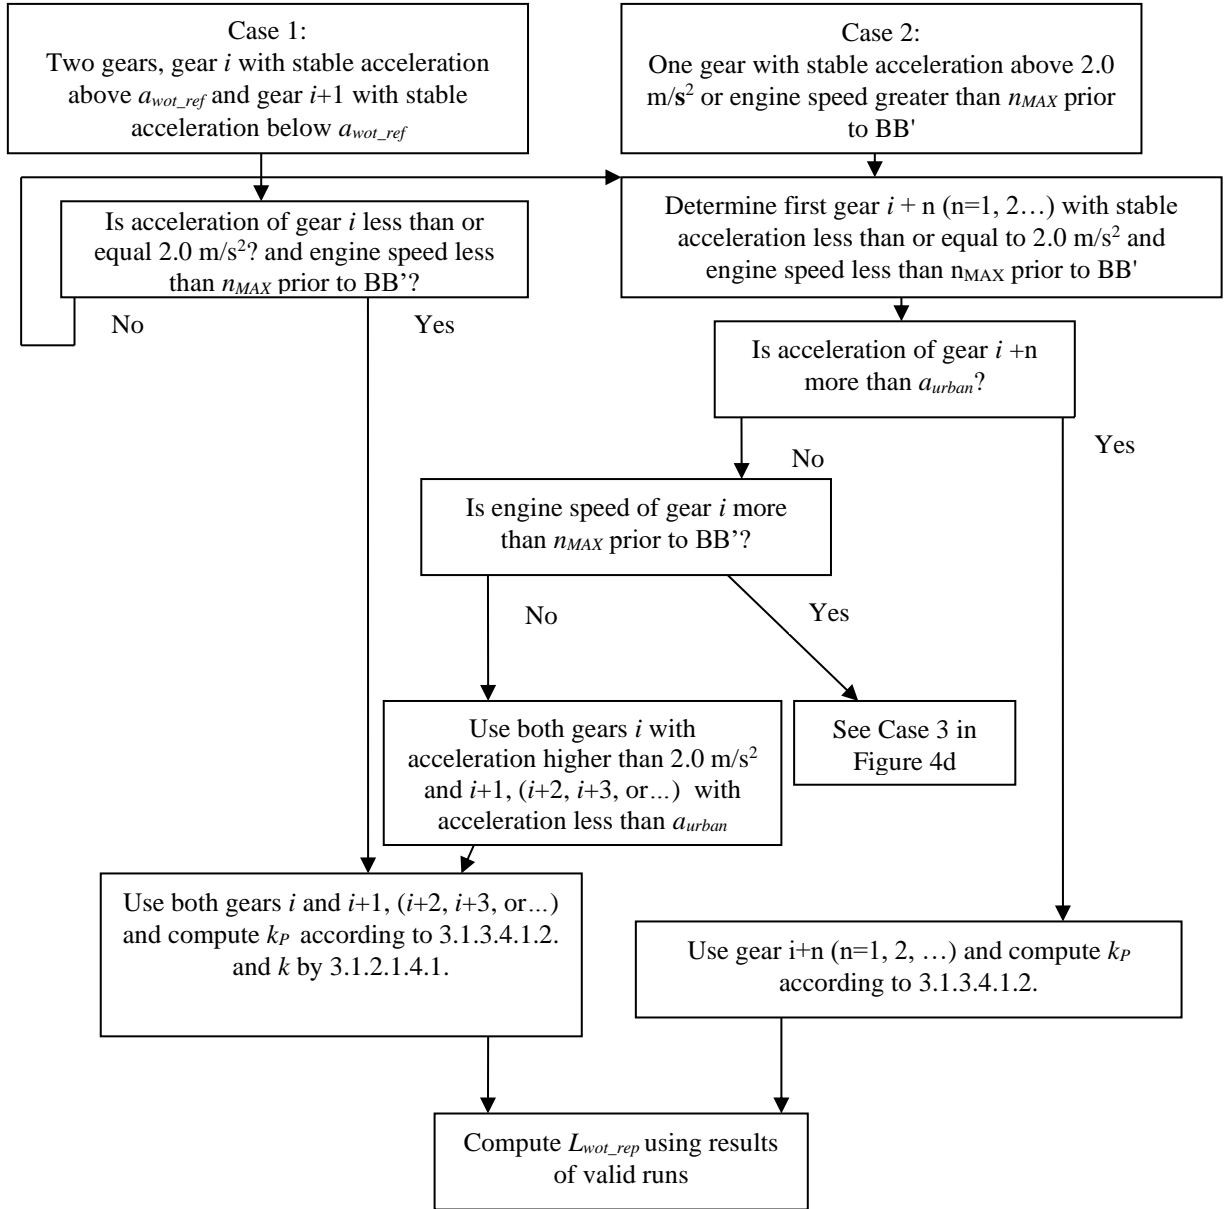 Case 1:
Two gears, gear i with stable acceleration
above a_wot_ref and gear i+1 with stable
acceleration below a_wot_ref
Case 2:
One gear with stable acceleration above 2.0
m/s² or engine speed greater than n_MAX prior
to BB'
Is acceleration of gear i less than or
equal 2.0 m/s²? and engine speed less
than n_MAX prior to BB’?
No
Yes
Determine first gear i + n (n=1, 2…) with stable
acceleration less than or equal to 2.0 m/s² and
engine speed less than n_MAX prior to BB'
Is acceleration of gear i +n
more than a_urban?
No
Yes
Is engine speed of gear i more
than n_MAX prior to BB’?
No
Yes
Use both gears i with
acceleration higher than 2.0 m/s²
and i+1, (i+2, i+3, or…) with
acceleration less than a_urban
See Case 3 in
Figure 4d
Use both gears i and i+1, (i+2, i+3, or…)
and compute k_P according to 3.1.3.4.1.2.
and k by 3.1.2.1.4.1.
Use gear i+n (n=1, 2, …) and compute k_P
according to 3.1.3.4.1.2.
Compute L_wot_rep using results
of valid runs